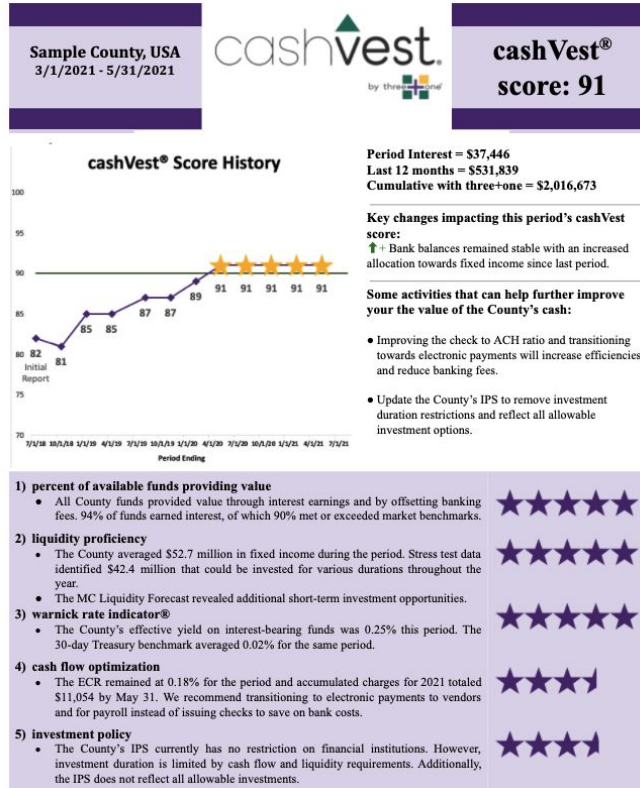 Sample County, USA
3/1/2021 - 5/31/2021
cashvest.
by three+one®
cashVest®
score: 91
cashVest® Score History
100
95
90
85
80
75
70
82
Initial
Report
81
85
85
87
87
89
91
91
91
91
91
7/1/18 10/1/18 1/1/19 4/1/19 7/1/19 10/1/19 1/1/20 4/1/20 7/1/20 10/1/20 1/1/21 4/1/21 7/1/21
Period Ending
Period Interest = $37,446
Last 12 months = $531,839
Cumulative with three+one = $2,016,673
Key changes impacting this period's cashVest
score:
+ Bank balances remained stable with an increased
allocation towards fixed income since last period.
Some activities that can help further improve
your the value of the County's cash:
● Improving the check to ACH ratio and transitioning
towards electronic payments will increase efficiencies
and reduce banking fees.
● Update the County's IPS to remove investment
duration restrictions and reflect all allowable
investment options.
1) percent of available funds providing value
● All County funds provided value through interest earnings and by offsetting banking
fees. 94% of funds earned interest, of which 90% met or exceeded market benchmarks.
2) liquidity proficiency
● The County averaged $52.7 million in fixed income during the period. Stress test data
identified $42.4 million that could be invested for various durations throughout the
year.
● The MC Liquidity Forecast revealed additional short-term investment opportunities.
3) warnick rate indicator®
● The County's effective yield on interest-bearing funds was 0.25% this period. The
30-day Treasury benchmark averaged 0.02% for the same period.
4) cash flow optimization
● The ECR remained at 0.18% for the period and accumulated charges for 2021 totaled
$11,054 by May 31. We recommend transitioning to electronic payments to vendors
and for payroll instead of issuing checks to save on bank costs.
5) investment policy
● The County's IPS currently has no restriction on financial institutions. However,
investment duration is limited by cash flow and liquidity requirements. Additionally,
the IPS does not reflect all allowable investments.